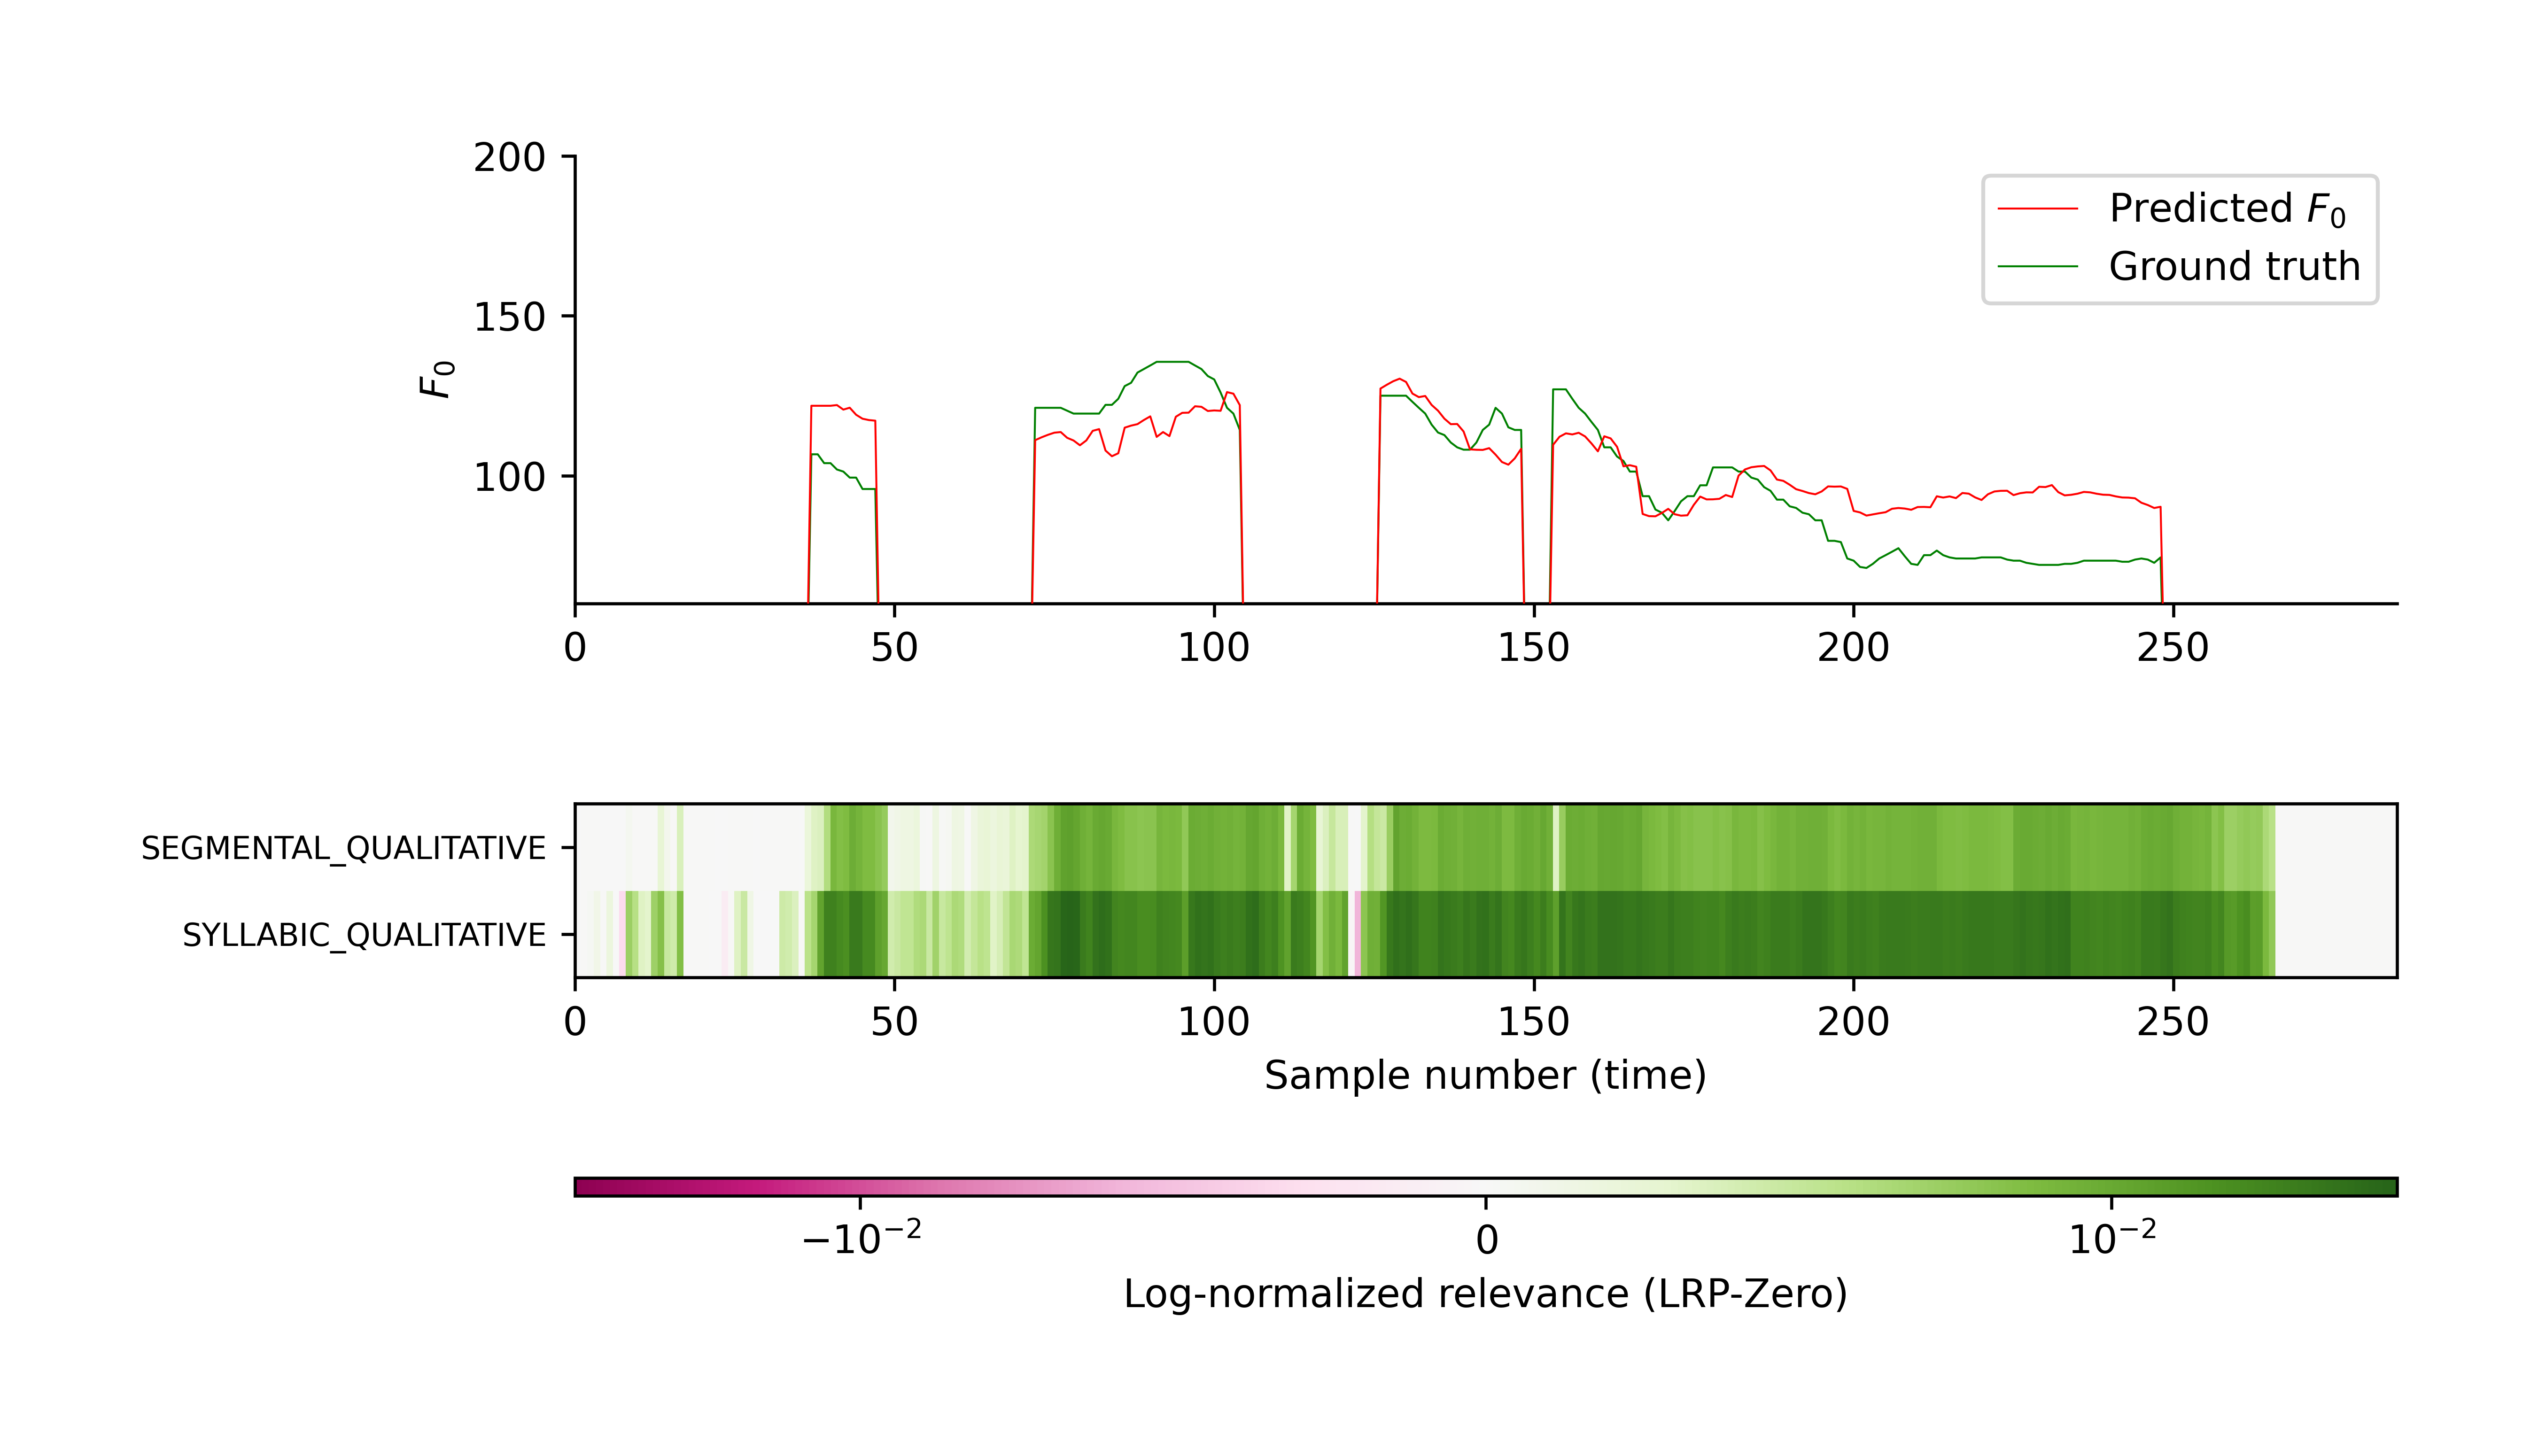 200
150
100
F₀
Predicted F₀
Ground truth
0 50 100 150 200 250
SEGMENTAL_QUALITATIVE
SYLLABIC_QUALITATIVE
0 50 100 150 200 250
Sample number (time)
−10⁻² 0 10⁻²
Log-normalized relevance (LRP-Zero)